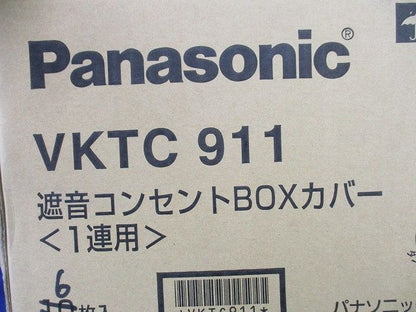 Panasonic®
VKTC 911
遮音コンセントBOXカバー
<1連用>
6
枚入
*VKTC911*
パナソニッ